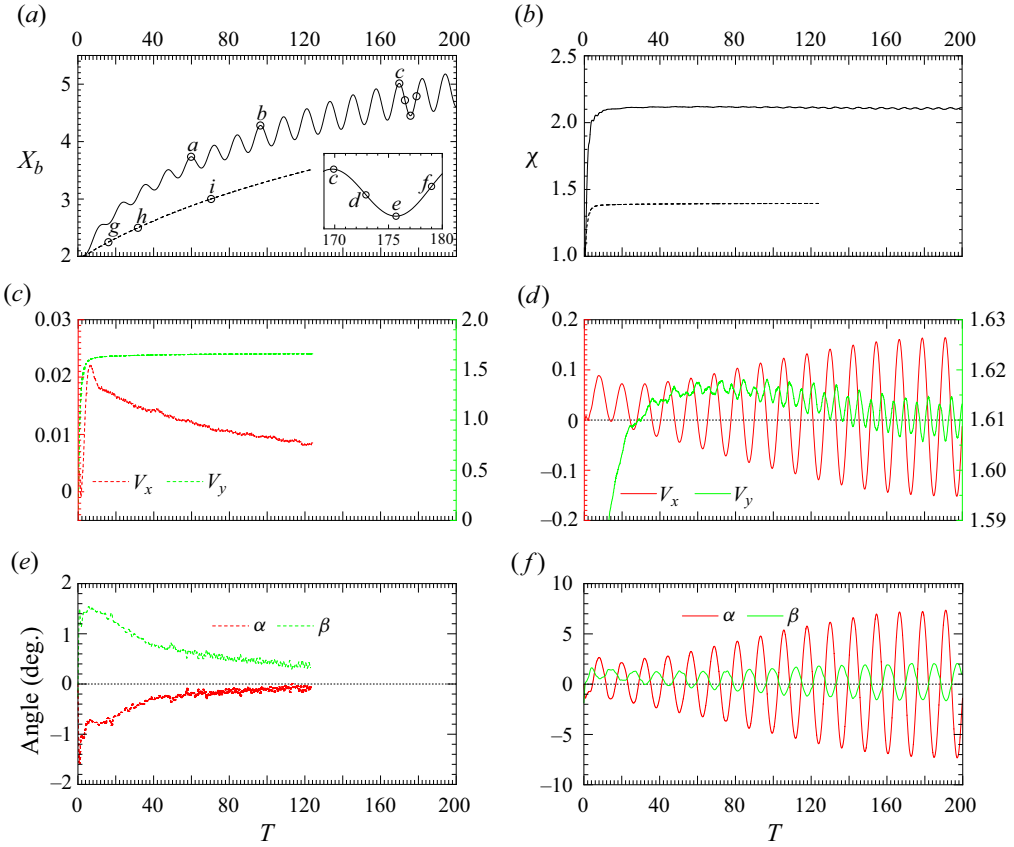 (a) (b)
0 40 80 120 160 200 0 40 80 120 160 200
5 4 3 2
X_b
a b c
g h i
c d e f
170 175 180
2.5 2.0 1.5 1.0
χ
(c) (d)
0.03 0.02 0.01 0
2.0 1.5 1.0 0.5 0
V_x V_y
0.2 0.1 0 –0.1 –0.2
1.63 1.62 1.61 1.60 1.59
V_x V_y
(e) (f)
2 1 0 –1 –2
Angle (deg.)
α β
10 5 0 –5 –10
α β
0 40 80 120 160 200 0 40 80 120 160 200
T T